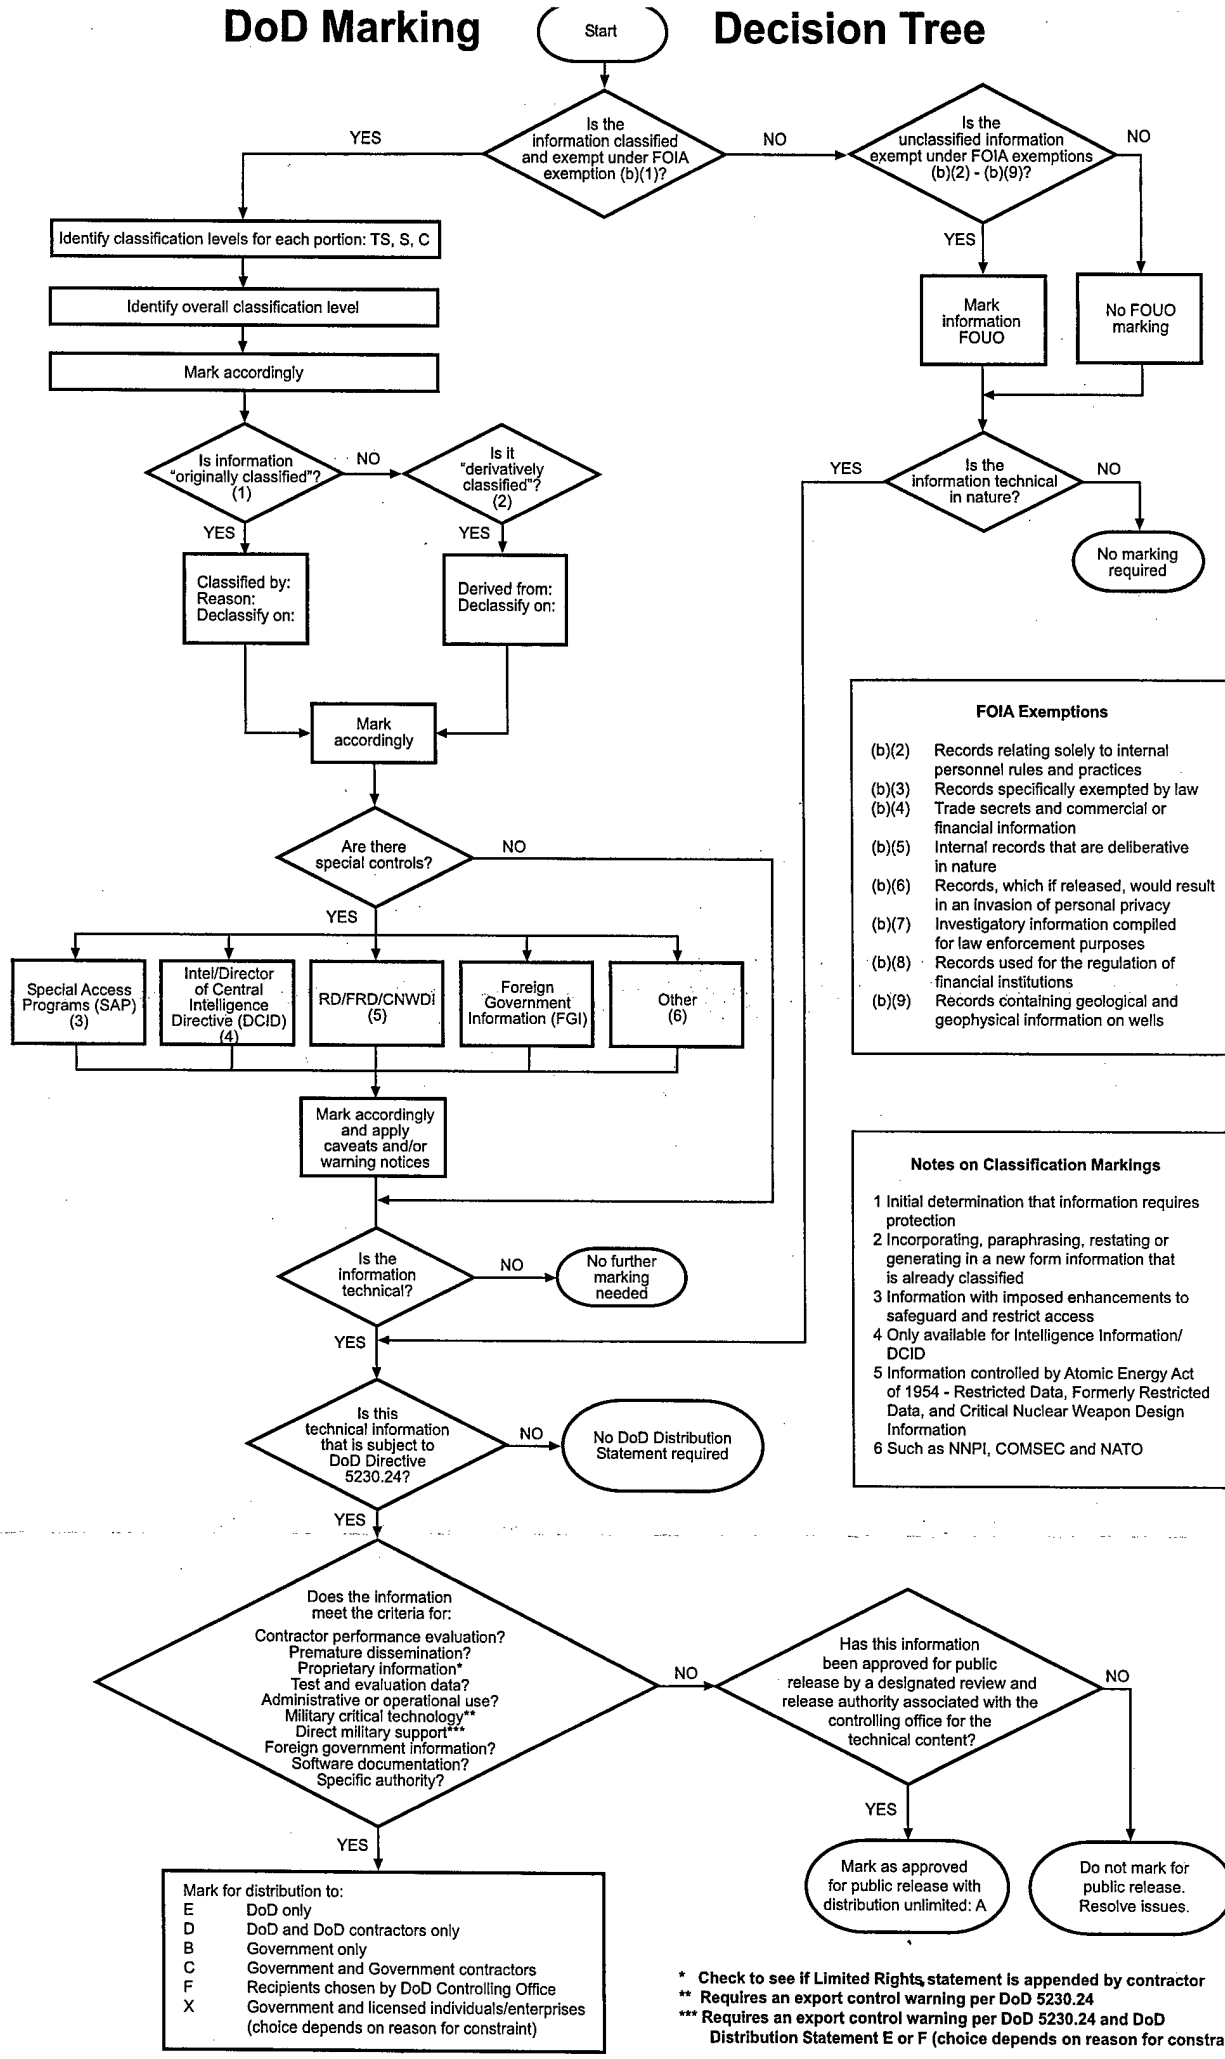 DoD Marking Decision Tree
Start
Is the
information classified
and exempt under FOIA
exemption (b)(1)?
YES
NO
Is the
unclassified information
exempt under FOIA exemptions
(b)(2) - (b)(9)?
NO
YES
Identify classification levels for each portion: TS, S, C
Identify overall classification level
Mark accordingly
Mark
information
FOUO
No FOUO
marking
Is information
"originally classified"?
(1)
NO
Is it
"derivatively
classified"?
(2)
YES
YES
Is the
information technical
in nature?
YES
NO
No marking
required
Classified by:
Reason:
Declassify on:
Derived from:
Declassify on:
Mark
accordingly
Are there
special controls?
NO
YES
Special Access
Programs (SAP)
(3)
Intel/Director
of Central
Intelligence
Directive (DCID)
(4)
RD/FRD/CNWDI
(5)
Foreign
Government
Information (FGI)
Other
(6)
Mark accordingly
and apply
caveats and/or
warning notices
Is the
information
technical?
NO
No further
marking
needed
YES
Is this
technical information
that is subject to
DoD Directive
5230.24?
NO
No DoD Distribution
Statement required
YES
FOIA Exemptions
(b)(2) Records relating solely to internal
personnel rules and practices
(b)(3) Records specifically exempted by law
(b)(4) Trade secrets and commercial or
financial information
(b)(5) Internal records that are deliberative
in nature
(b)(6) Records, which if released, would result
in an invasion of personal privacy
(b)(7) Investigatory information compiled
for law enforcement purposes
(b)(8) Records used for the regulation of
financial institutions
(b)(9) Records containing geological and
geophysical information on wells
Notes on Classification Markings
1 Initial determination that information requires
protection
2 Incorporating, paraphrasing, restating or
generating in a new form information that
is already classified
3 Information with imposed enhancements to
safeguard and restrict access
4 Only available for Intelligence Information/
DCID
5 Information controlled by Atomic Energy Act
of 1954 - Restricted Data, Formerly Restricted
Data, and Critical Nuclear Weapon Design
Information
6 Such as NNPI, COMSEC and NATO
Does the information
meet the criteria for:
Contractor performance evaluation?
Premature dissemination?
Proprietary information*
Test and evaluation data?
Administrative or operational use?
Military critical technology**
Direct military support***
Foreign government information?
Software documentation?
Specific authority?
NO
YES
Has this information
been approved for public
release by a designated review and
release authority associated with the
controlling office for the
technical content?
NO
YES
Mark as approved
for public release with
distribution unlimited: A
Do not mark for
public release.
Resolve issues.
Mark for distribution to:
E DoD only
D DoD and DoD contractors only
B Government only
C Government and Government contractors
F Recipients chosen by DoD Controlling Office
X Government and licensed individuals/enterprises
(choice depends on reason for constraint)
* Check to see if Limited Rights statement is appended by contractor
** Requires an export control warning per DoD 5230.24
*** Requires an export control warning per DoD 5230.24 and DoD
Distribution Statement E or F (choice depends on reason for constra